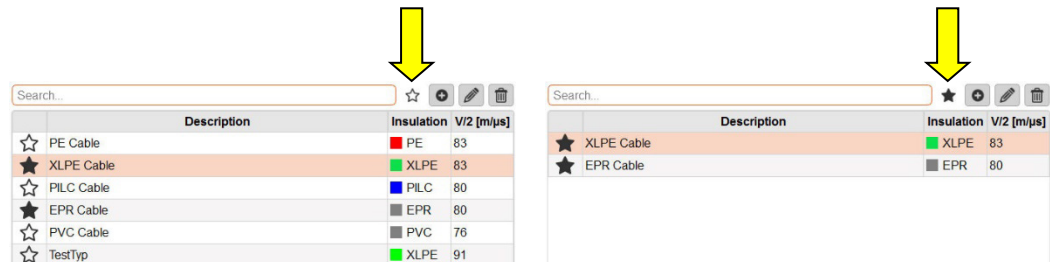 Search...
Description Insulation V/2 [m/µs]
PE Cable PE 83
XLPE Cable XLPE 83
PILC Cable PILC 80
EPR Cable EPR 80
PVC Cable PVC 76
TestTyp XLPE 91
Search...
Description Insulation V/2 [m/µs]
XLPE Cable XLPE 83
EPR Cable EPR 80